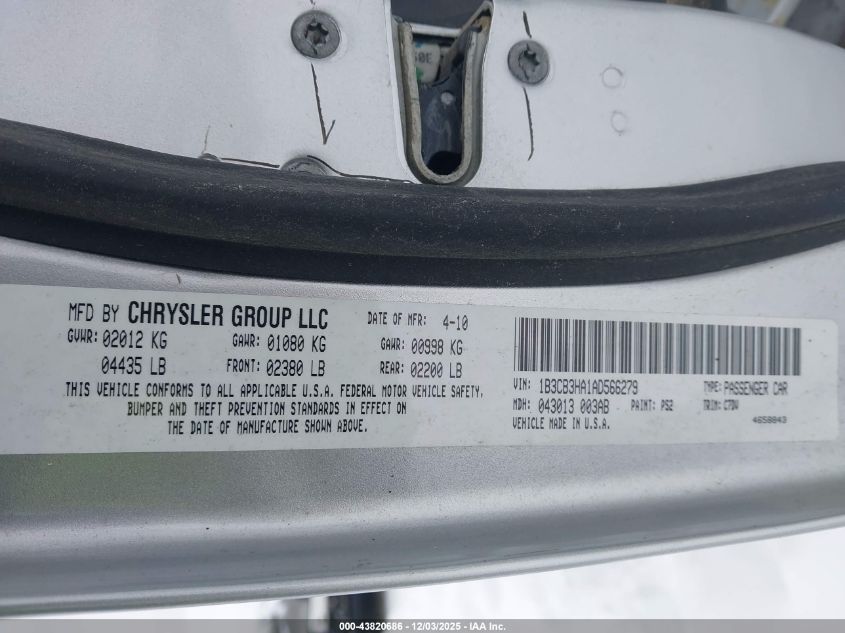 60E
MFD BY CHRYSLER GROUP LLC
DATE OF MFR: 4-10
GVWR: 02012 KG
GAWR: 01080 KG
GAWR: 00998 KG
04435 LB
FRONT: 02380 LB
REAR: 02200 LB
THIS VEHICLE CONFORMS TO ALL APPLICABLE U.S.A. FEDERAL MOTOR VEHICLE SAFETY,
BUMPER AND THEFT PREVENTION STANDARDS IN EFFECT ON
THE DATE OF MANUFACTURE SHOWN ABOVE.
VIN: 1B3CB3HA1AD566279
TYPE: PASSENGER CAR
MDH: 043013 003AB
PAINT: PS2
TRIM: C7DV
VEHICLE MADE IN U.S.A.
4658843
000-43820686 - 12/03/2025 - IAA Inc.